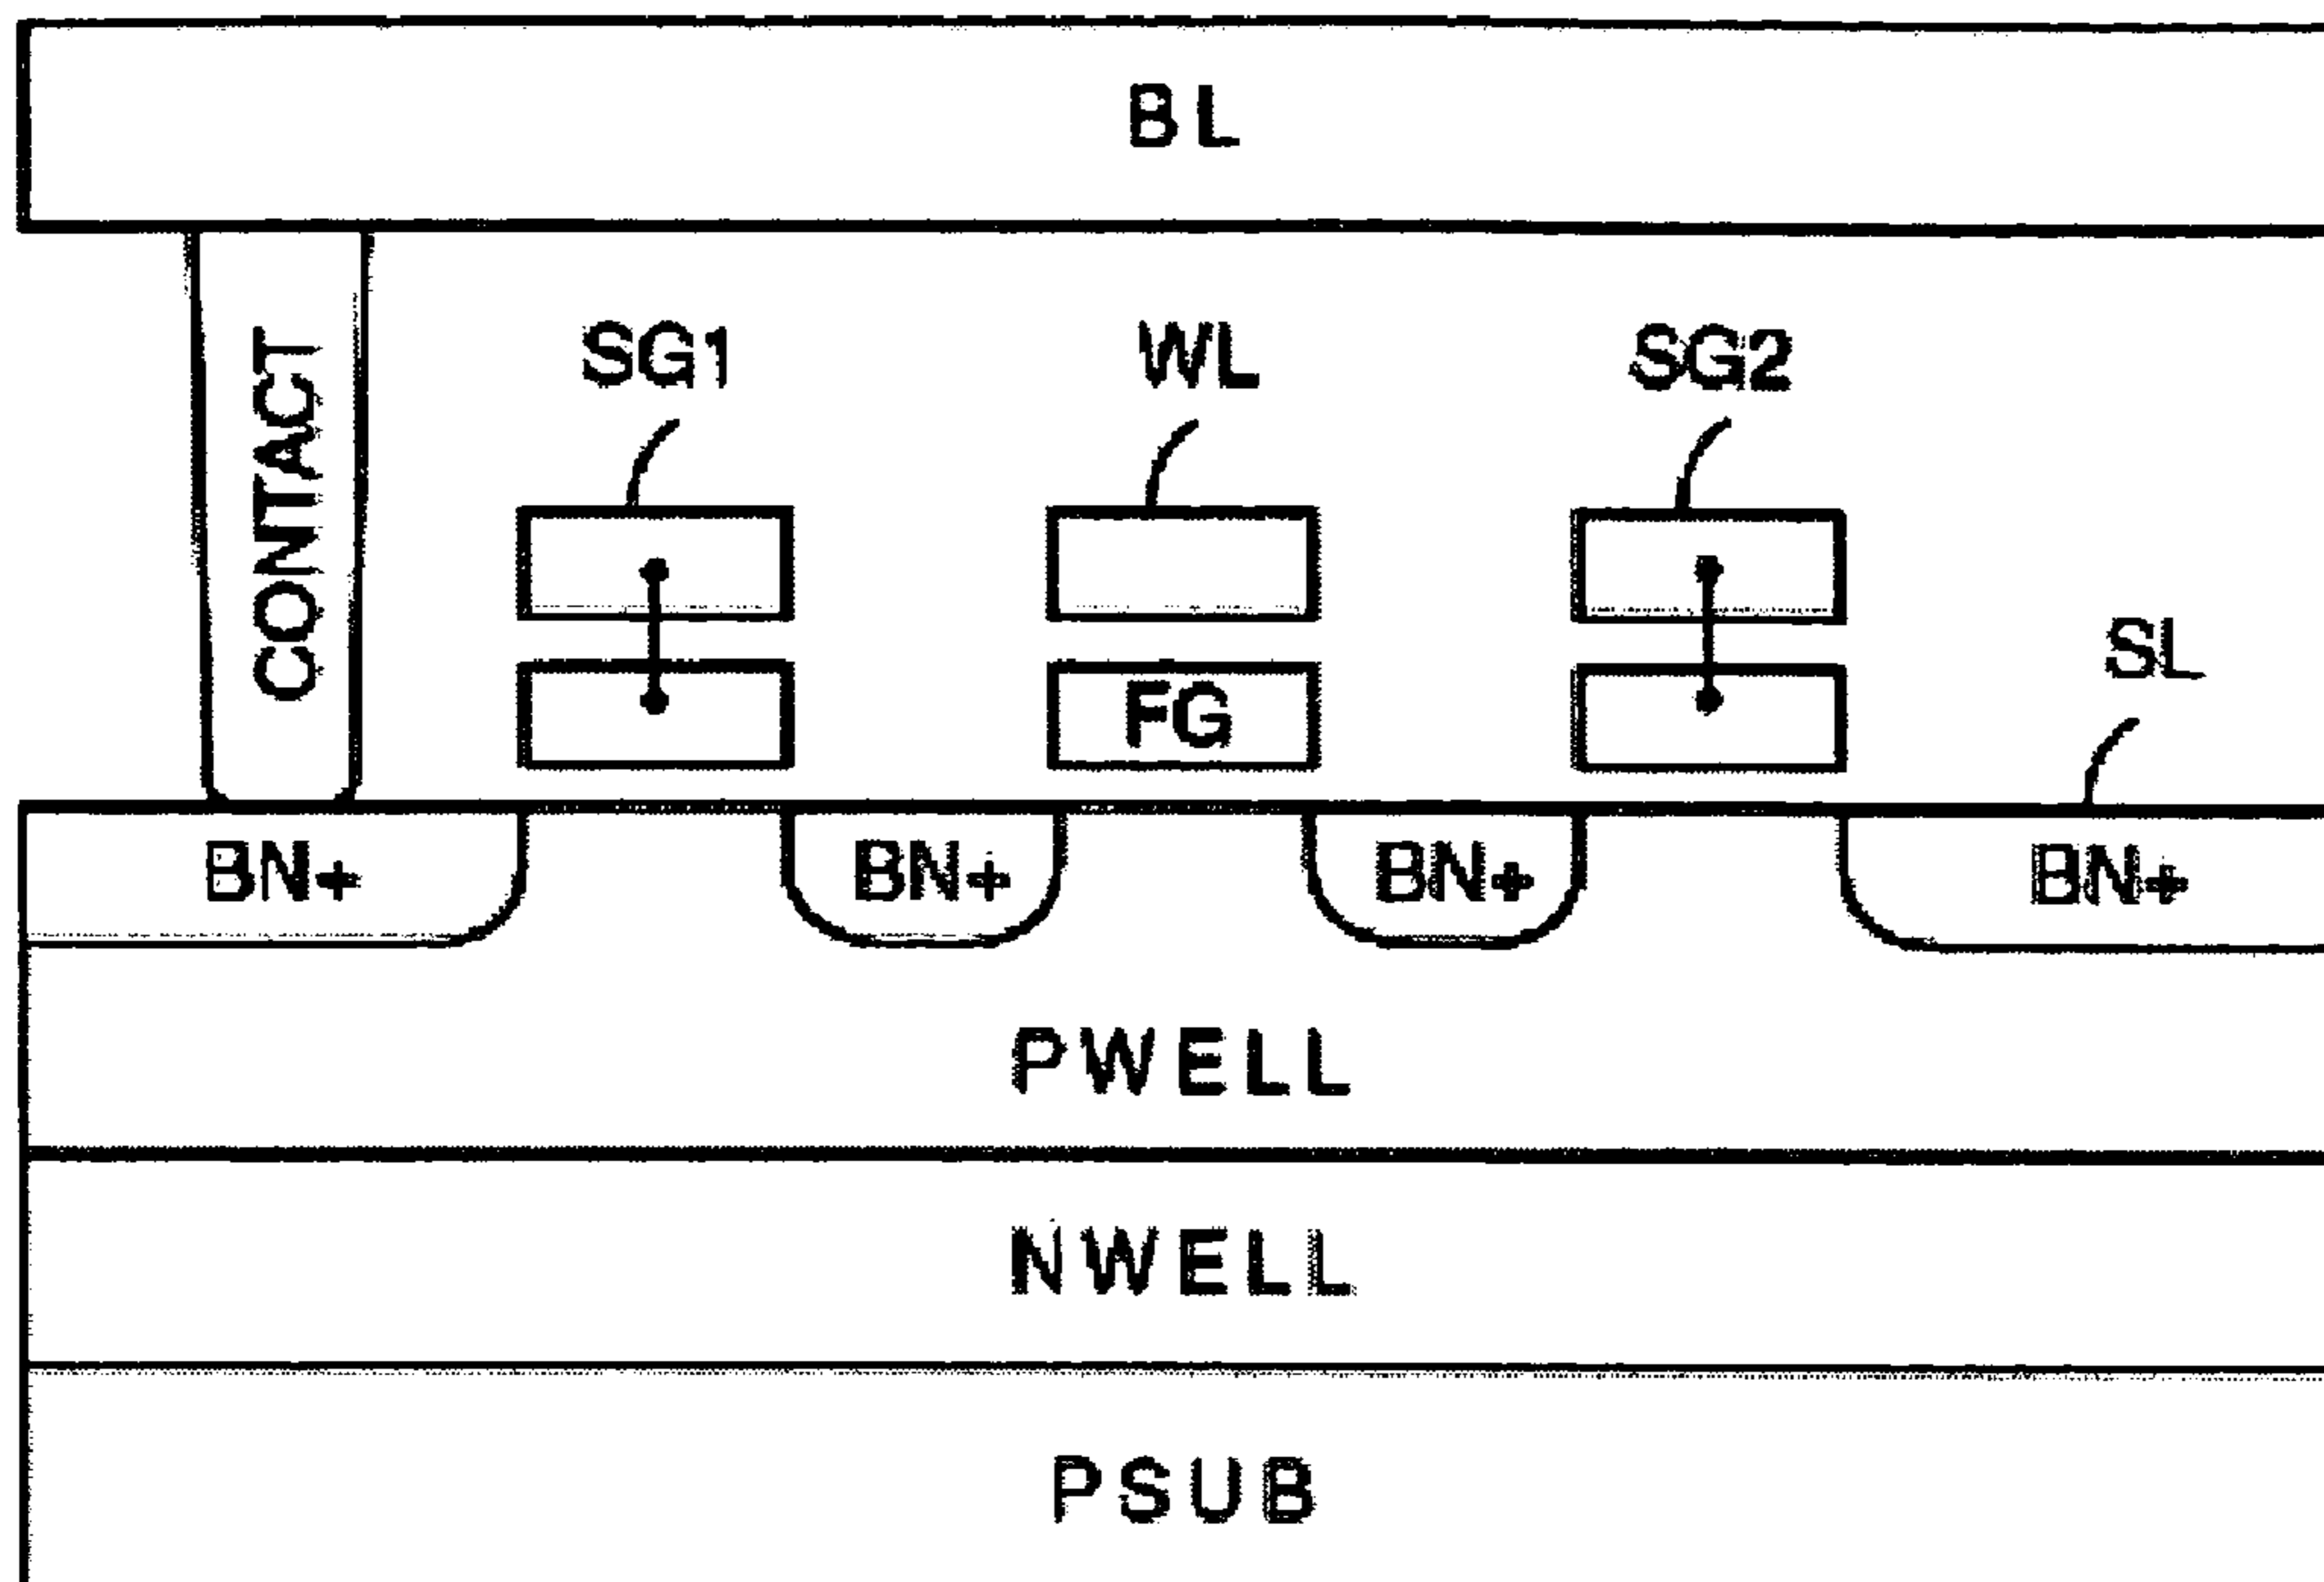 BL
CONTACT
SG1 WL SG2
SL
FG
BN+ BN+ BN+ BN+
PWELL
NWELL
PSUB